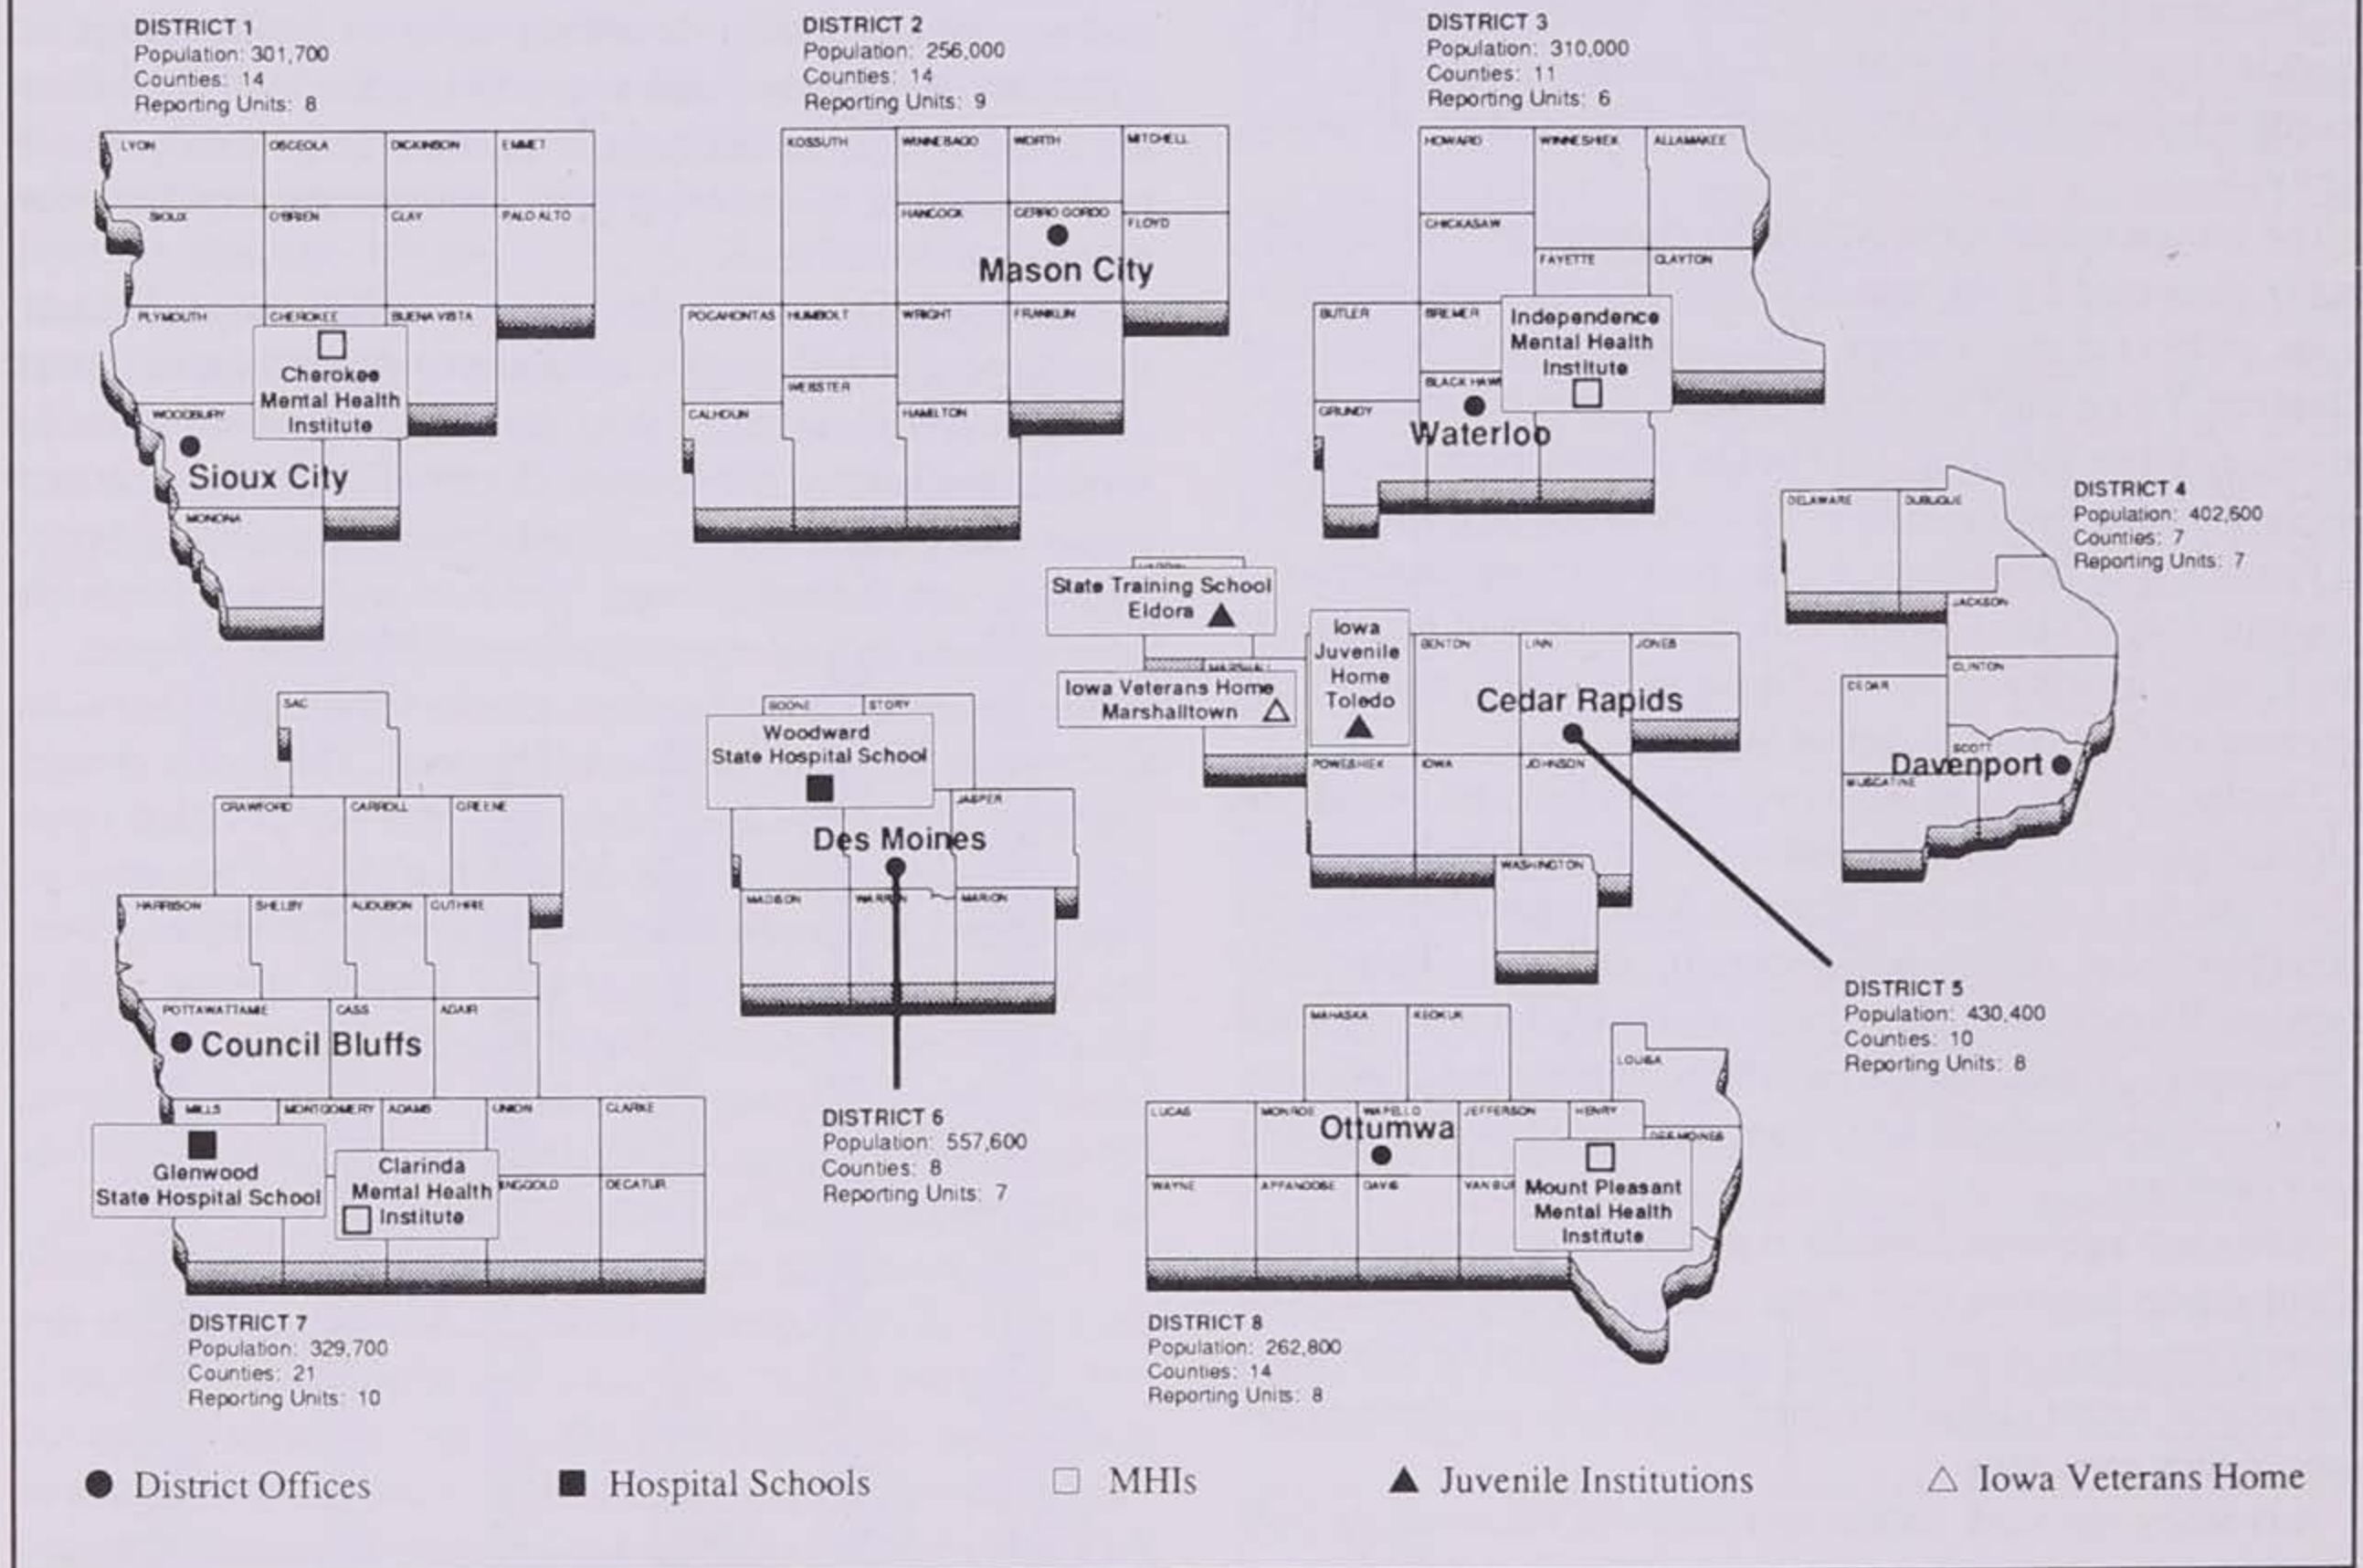 DISTRICT 1
Population: 301,700
Counties: 14
Reporting Units: 8
LYON
OSCEOLA
DICKINSON
EMMET
SIOUX
O'BRIEN
CLAY
PALO ALTO
PLYMOUTH
CHEROKEE
BUENA VISTA
Cherokee
Mental Health
Institute
WOODBURY
Sioux City
MONONA
DISTRICT 2
Population: 256,000
Counties: 14
Reporting Units: 9
KOSSUTH
WINNEBAGO
WORTH
MITCHELL
HANCOCK
CERRO GORDO
FLOYD
Mason City
POCAHONTAS
HUMBOLT
WRIGHT
FRANKLIN
WEBSTER
CALHOUN
HAMILTON
DISTRICT 3
Population: 310,000
Counties: 11
Reporting Units: 6
HOWARD
WINNESHIEK
ALLAMAKEE
CHICKASAW
FAYETTE
CLAYTON
BUTLER
BREMER
Independence
Mental Health
Institute
BLACK HAW
GRUNDY
Waterloo
DISTRICT 4
Population: 402,600
Counties: 7
Reporting Units: 7
DELAWARE
DUBUQUE
JACKSON
CLINTON
CEDAR
SCOTT
Davenport
MUSCATINE
State Training School
Eldora
MARSHALL
Iowa Veterans Home
Marshalltown
Iowa
Juvenile
Home
Toledo
BENTON
LINN
JONES
Cedar Rapids
POWESHIEK
IOWA
JOHNSON
WASHINGTON
DISTRICT 5
Population: 430,400
Counties: 10
Reporting Units: 8
BOONE
STORY
Woodward
State Hospital School
JASPER
Des Moines
MADISON
WARREN
MARION
DISTRICT 6
Population: 557,600
Counties: 8
Reporting Units: 7
SAC
CRAWFORD
CARROLL
GREENE
HARRISON
SHELBY
AUDUBON
GUTHRIE
POTTAWATTAMIE
CASS
ADAIR
Council Bluffs
MILLS
MONTGOMERY
ADAMS
UNION
CLARKE
Glenwood
State Hospital School
Clarinda
Mental Health
Institute
INGGOLD
DECATUR
DISTRICT 7
Population: 329,700
Counties: 21
Reporting Units: 10
MAHASKA
KEOKUK
LOUISA
LUCAS
MONROE
WAPELLO
JEFFERSON
HENRY
DES MOINES
Ottumwa
WAYNE
APPANOOSE
DAVIS
VAN BUR
Mount Pleasant
Mental Health
Institute
DISTRICT 8
Population: 262,800
Counties: 14
Reporting Units: 8
District Offices
Hospital Schools
MHIs
Juvenile Institutions
Iowa Veterans Home